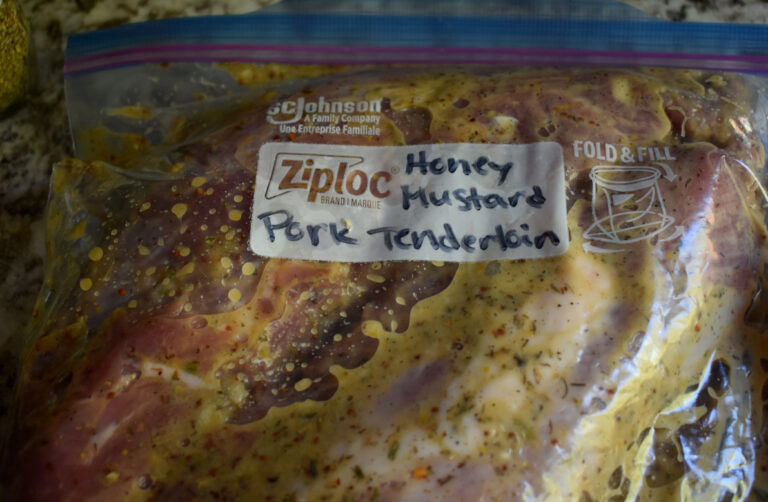 scJohnson
A Family Company
Une Entreprise Familiale
FOLD & FILL
Ziploc®
BRAND | MARQUE
Honey
Mustard
Pork Tenderloin